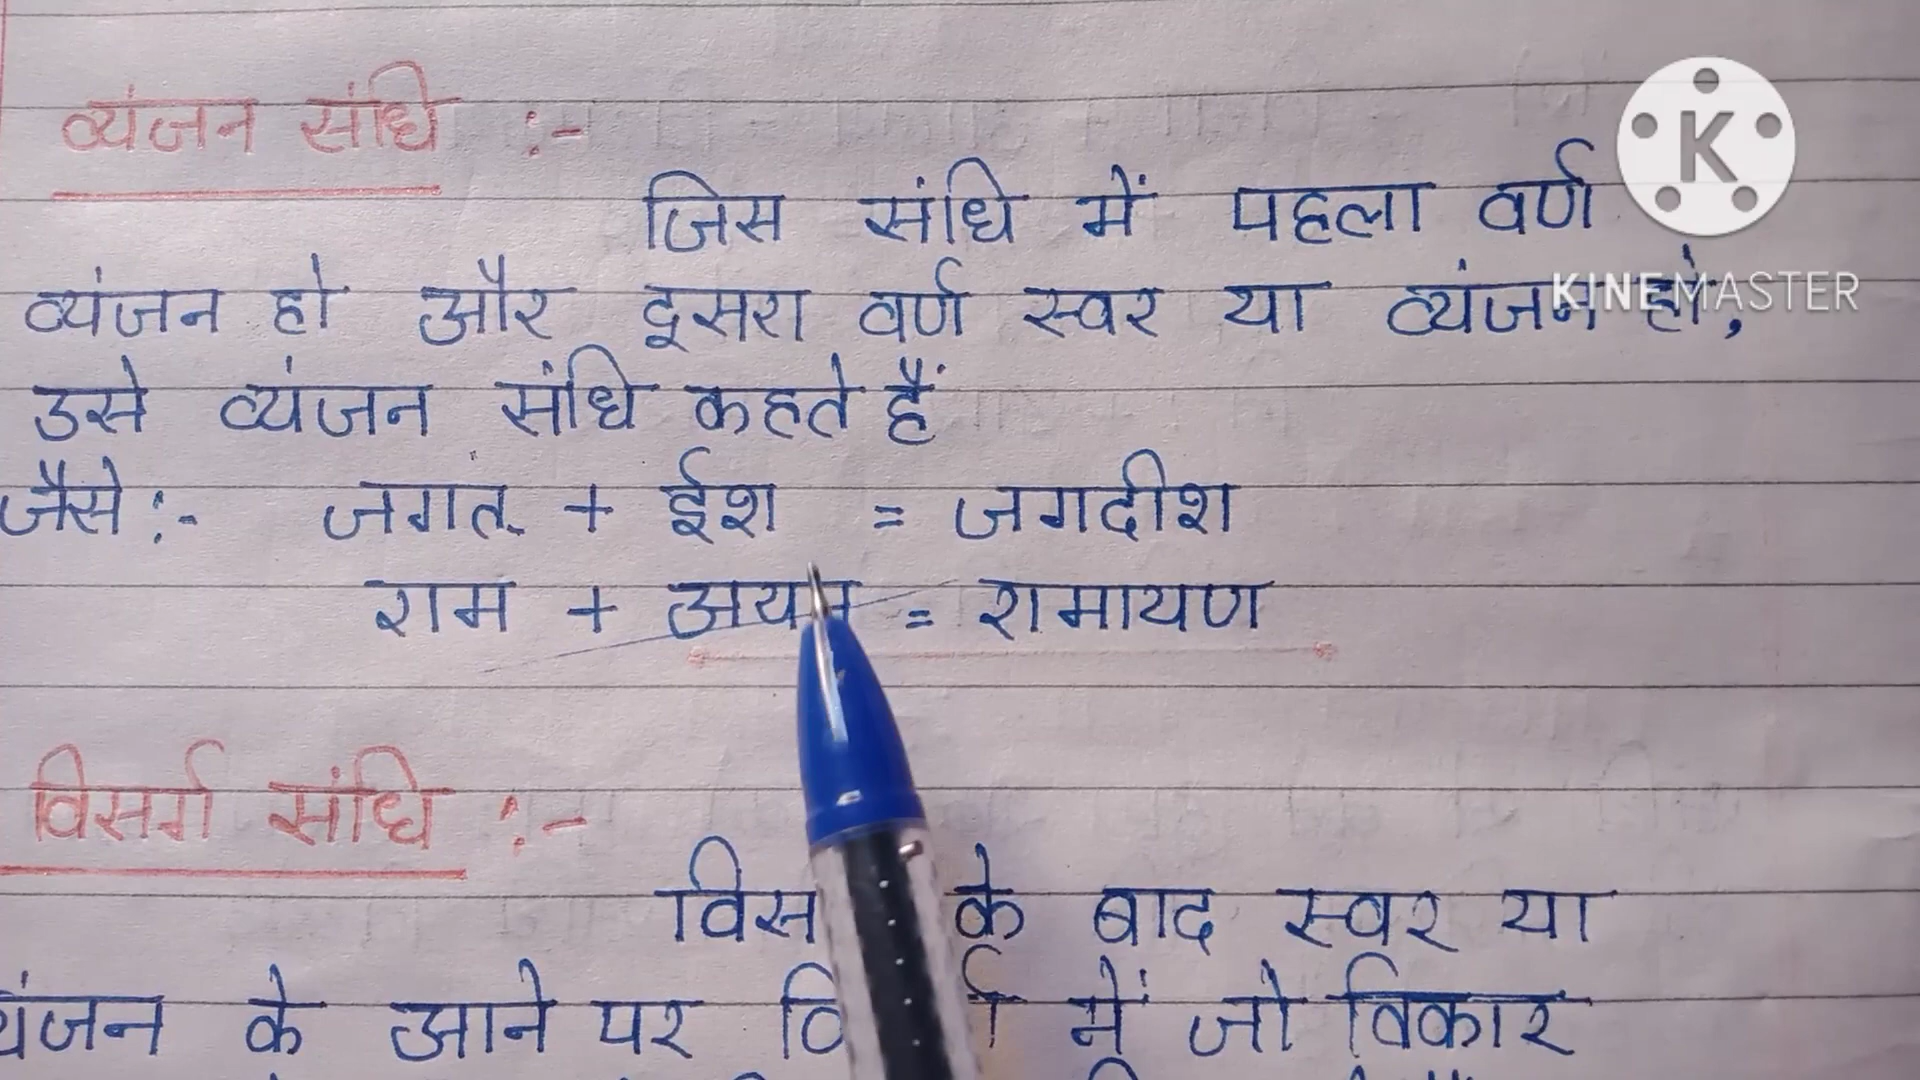 व्यंजन संधि :-
जिस संधि में पहला वर्ण
व्यंजन हो और दूसरा वर्ण स्वर या व्यंजन हो,
उसे व्यंजन संधि कहते हैं
जैसे:- जगत् + ईश = जगदीश
राम + अयन = रामायण
विसर्ग संधि :-
के बाद स्वर या
के आने पर में जो विकार
K
KINEMASTER